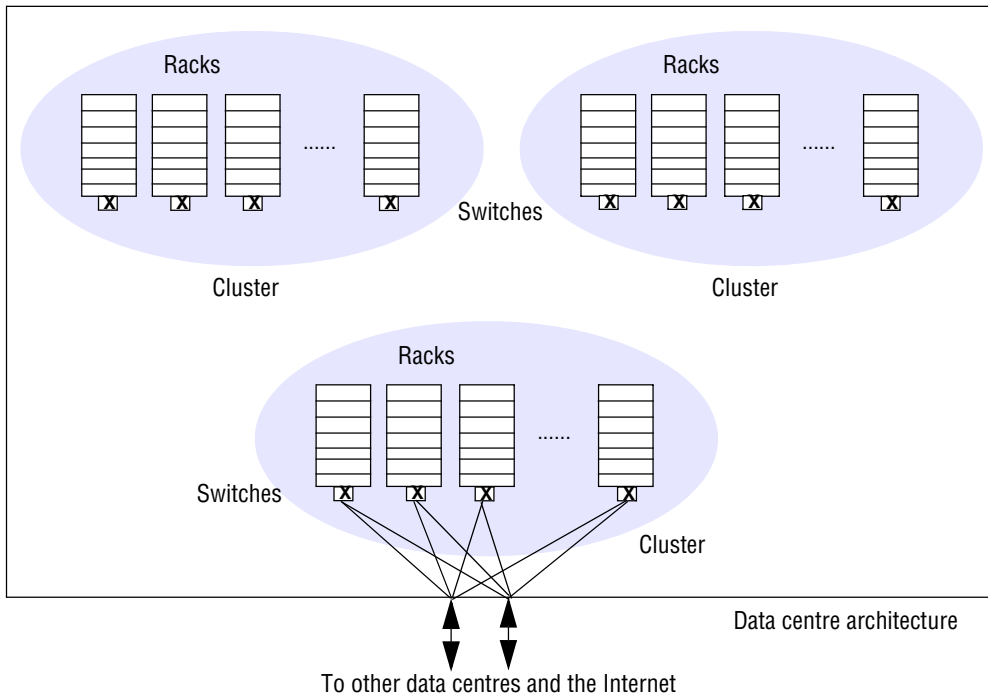 Racks
Racks
......
......
X X X X
X X X X
Switches
Cluster
Cluster
Racks
......
Switches
X X X X
Cluster
Data centre architecture
To other data centres and the Internet